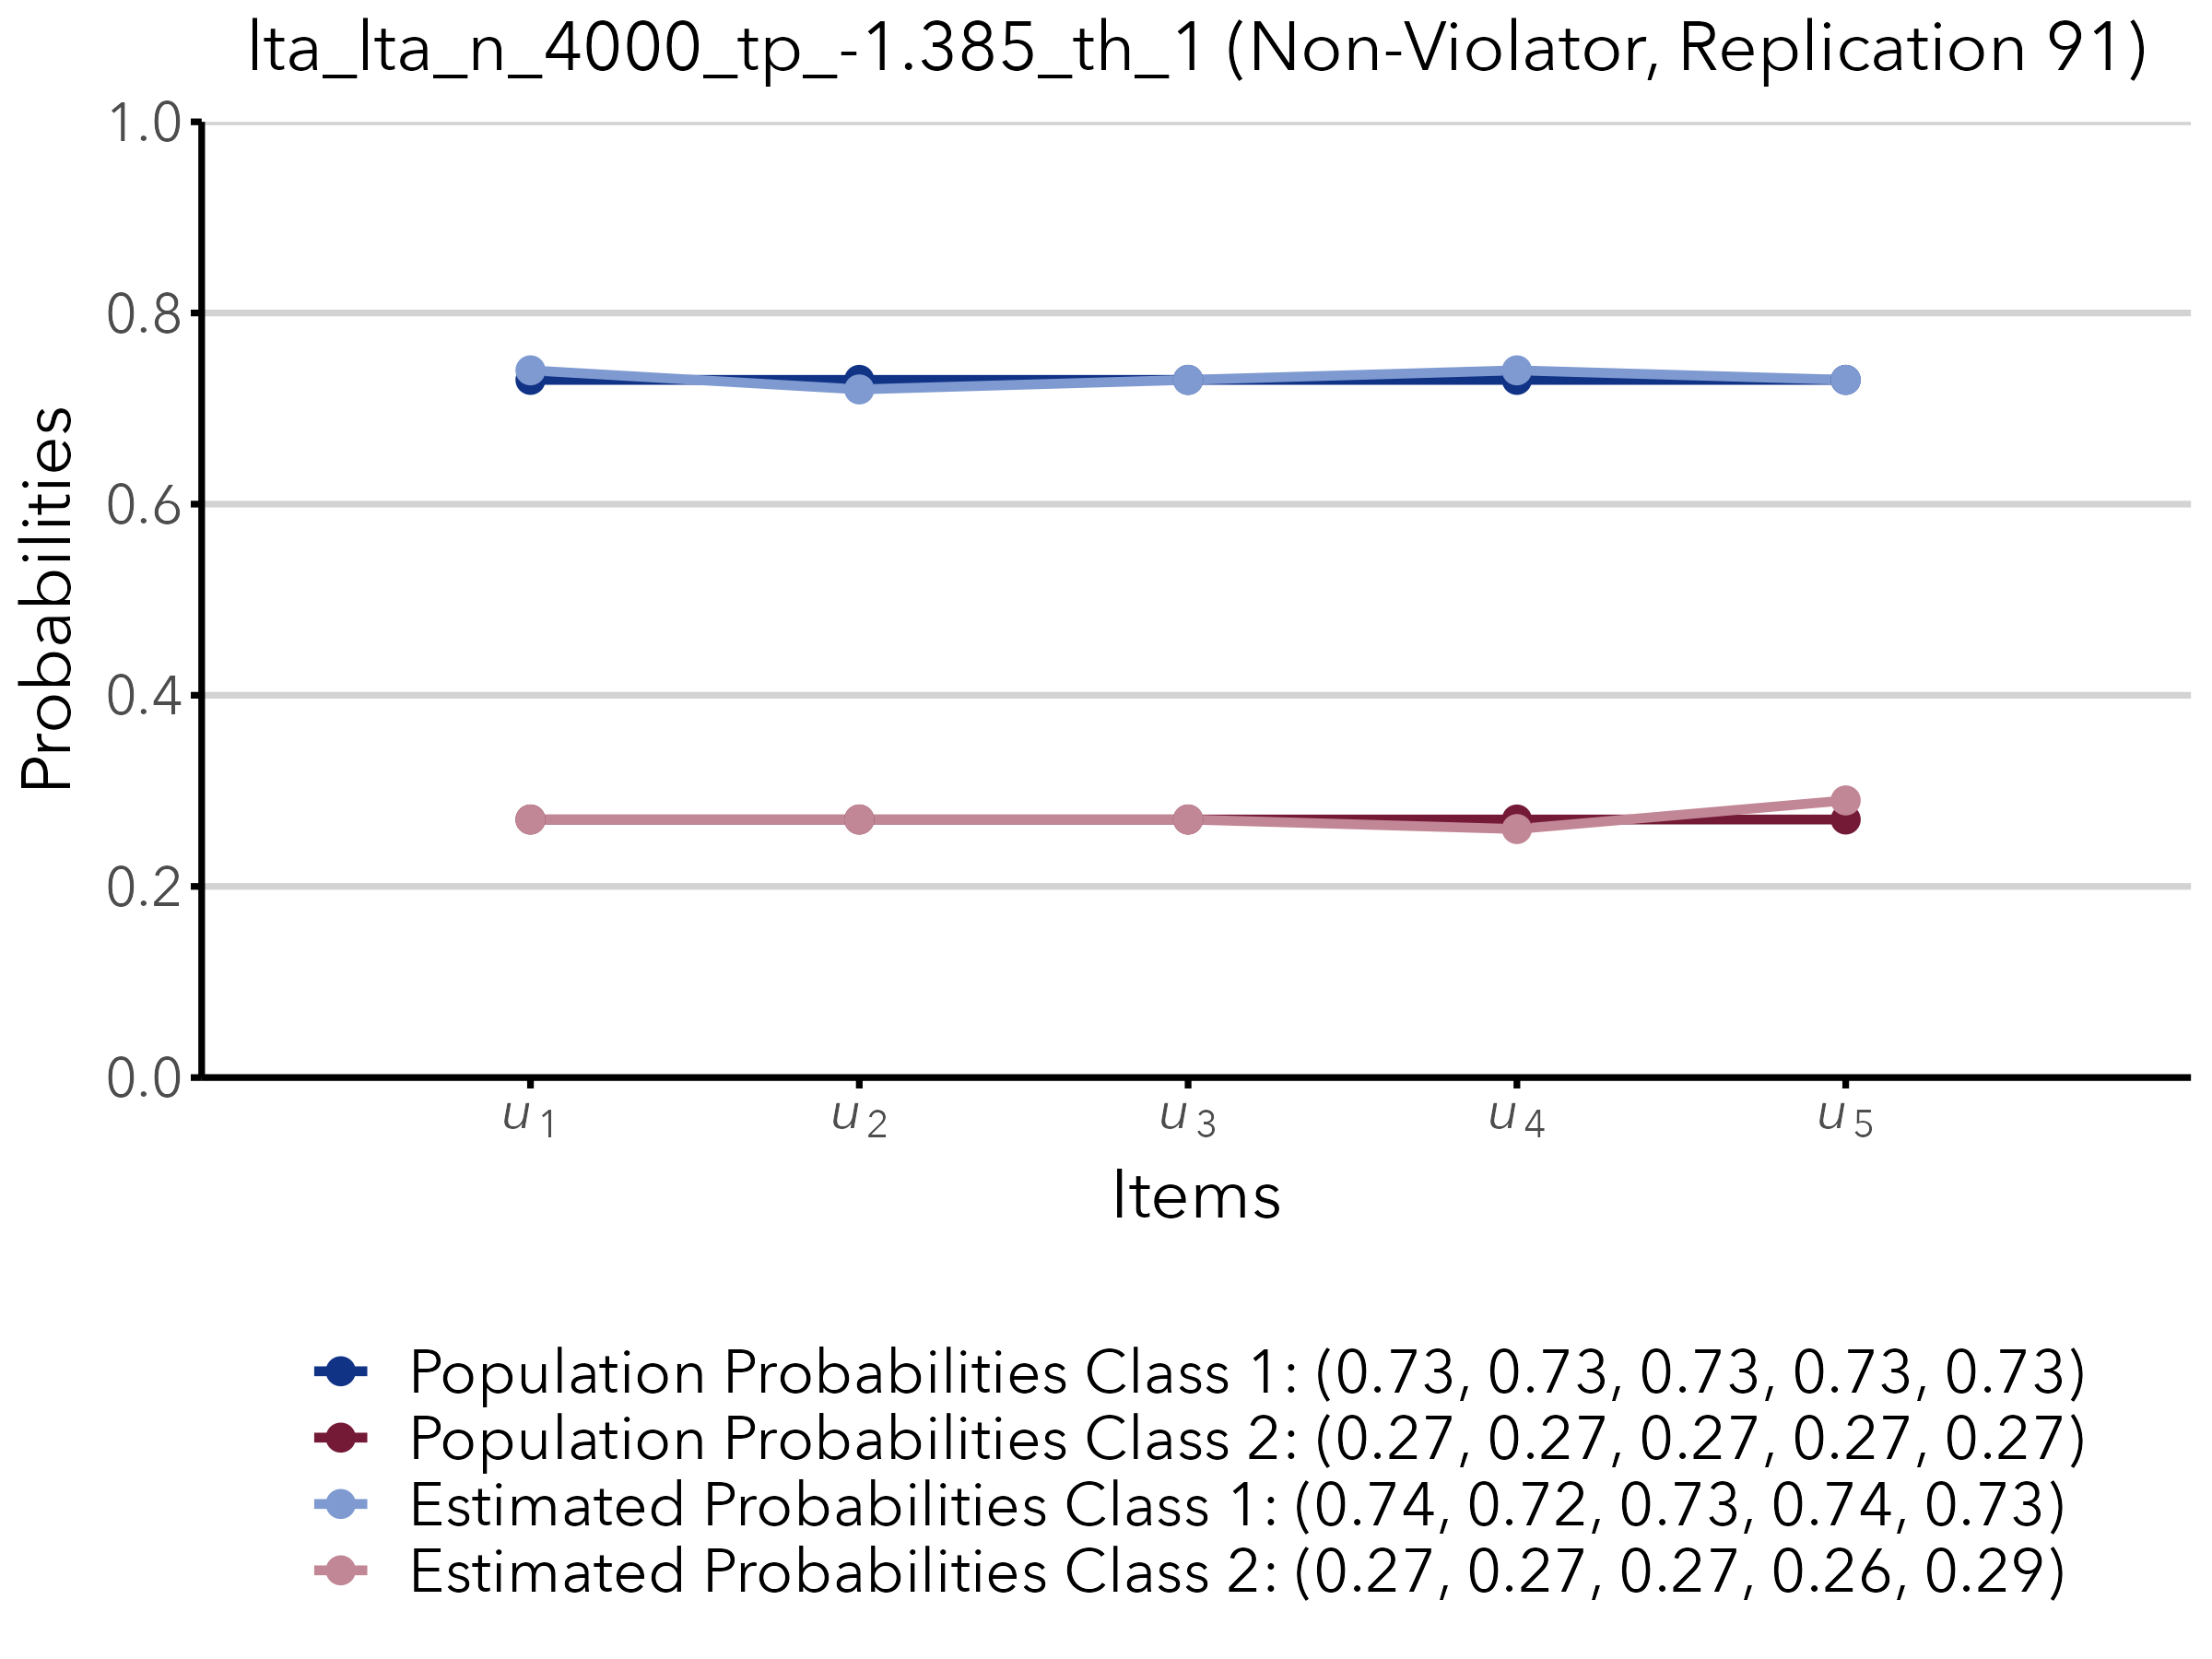 lta_lta_n_4000_tp_-1.385_th_1 (Non-Violator, Replication 91)
1.0
0.8
0.6
0.4
0.2
0.0
Probabilities
u1 u2 u3 u4 u5
Items
Population Probabilities Class 1: (0.73, 0.73, 0.73, 0.73, 0.73)
Population Probabilities Class 2: (0.27, 0.27, 0.27, 0.27, 0.27)
Estimated Probabilities Class 1: (0.74, 0.72, 0.73, 0.74, 0.73)
Estimated Probabilities Class 2: (0.27, 0.27, 0.27, 0.26, 0.29)